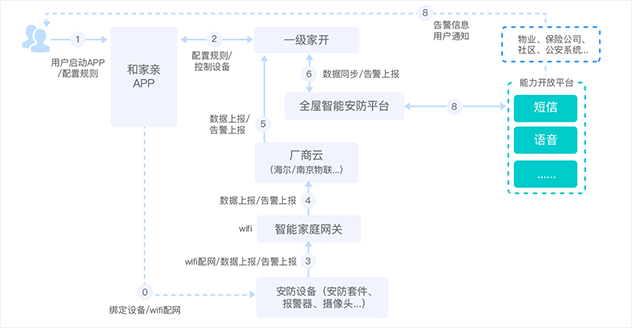 8
告警信息
用户通知
1
用户启动APP
/配置规则
和家亲
APP
2
配置规则/
控制设备
一级家开
物业、保险公司、
社区、公安系统...
6
数据同步/告警上报
全屋智能安防平台
8
能力开放平台
短信
语音
......
数据上报/
告警上报
5
厂商云
(海尔/南京物联...)
数据上报/告警上报
4
wifi
智能家庭网关
wifi配网/数据上报/告警上报
3
0
绑定设备/wifi配网
安防设备（安防套件、
报警器、摄像头...）